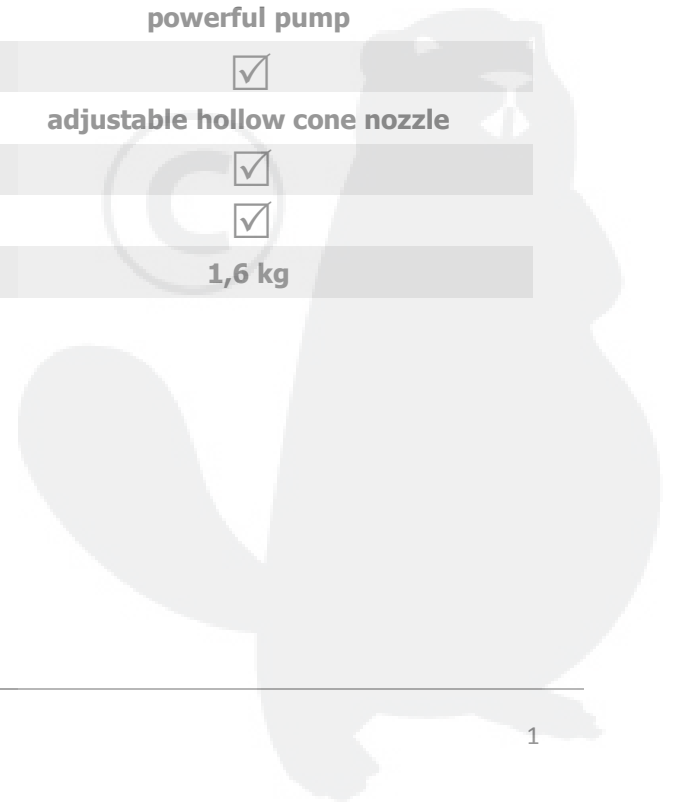 powerful pump
☑
adjustable hollow cone nozzle
☑
☑
1,6 kg
©
1